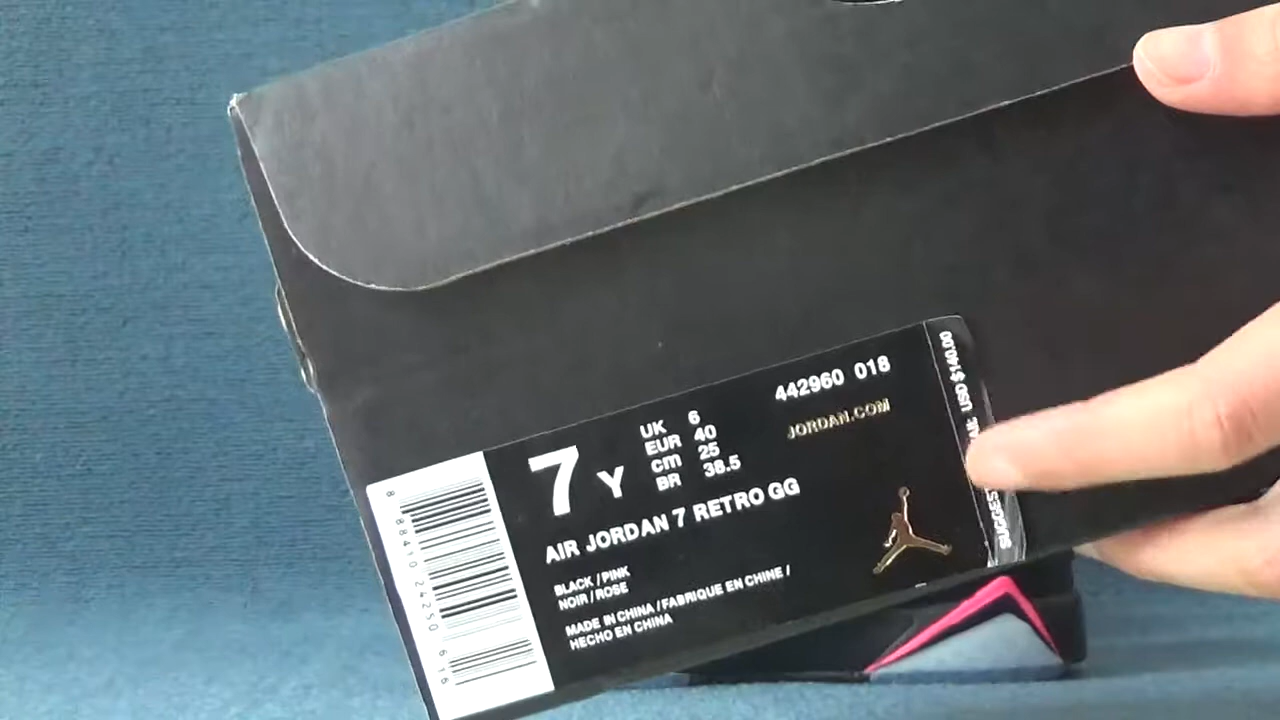 7 Y
UK 6
EUR 40
cm 25
BR 38.5
442960 018
JORDAN.COM
AIR JORDAN 7 RETRO GG
BLACK / PINK
NOIR / ROSE
MADE IN CHINA / FABRIQUE EN CHINE /
HECHO EN CHINA
USD $140.00